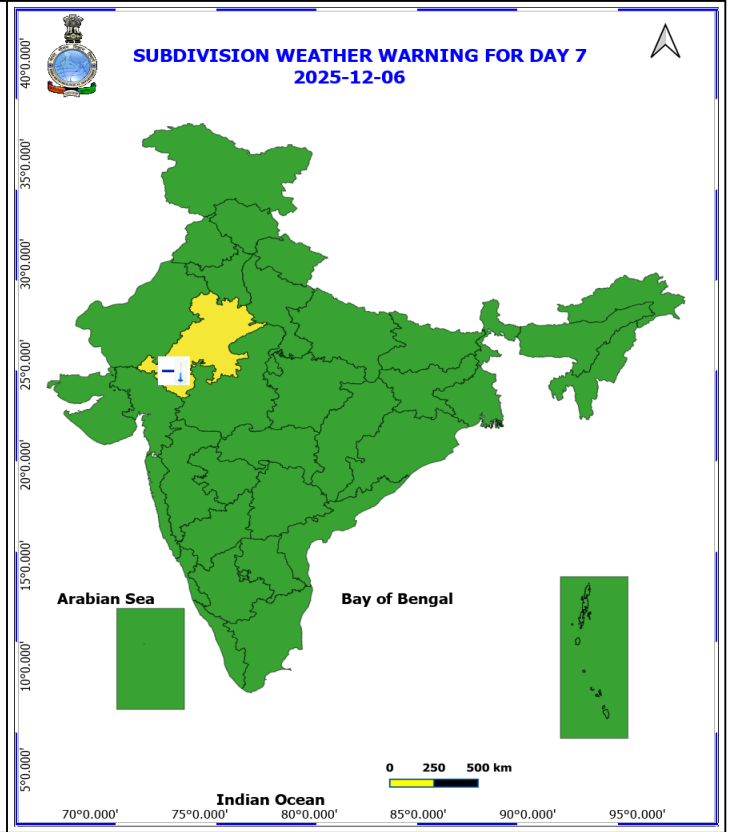 SUBDIVISION WEATHER WARNING FOR DAY 7
2025-12-06
40°0.000'
35°0.000'
30°0.000'
25°0.000'
20°0.000'
15°0.000'
10°0.000'
5°0.000'
Arabian Sea
Bay of Bengal
0 250 500 km
Indian Ocean
70°0.000' 75°0.000' 80°0.000' 85°0.000' 90°0.000' 95°0.000'